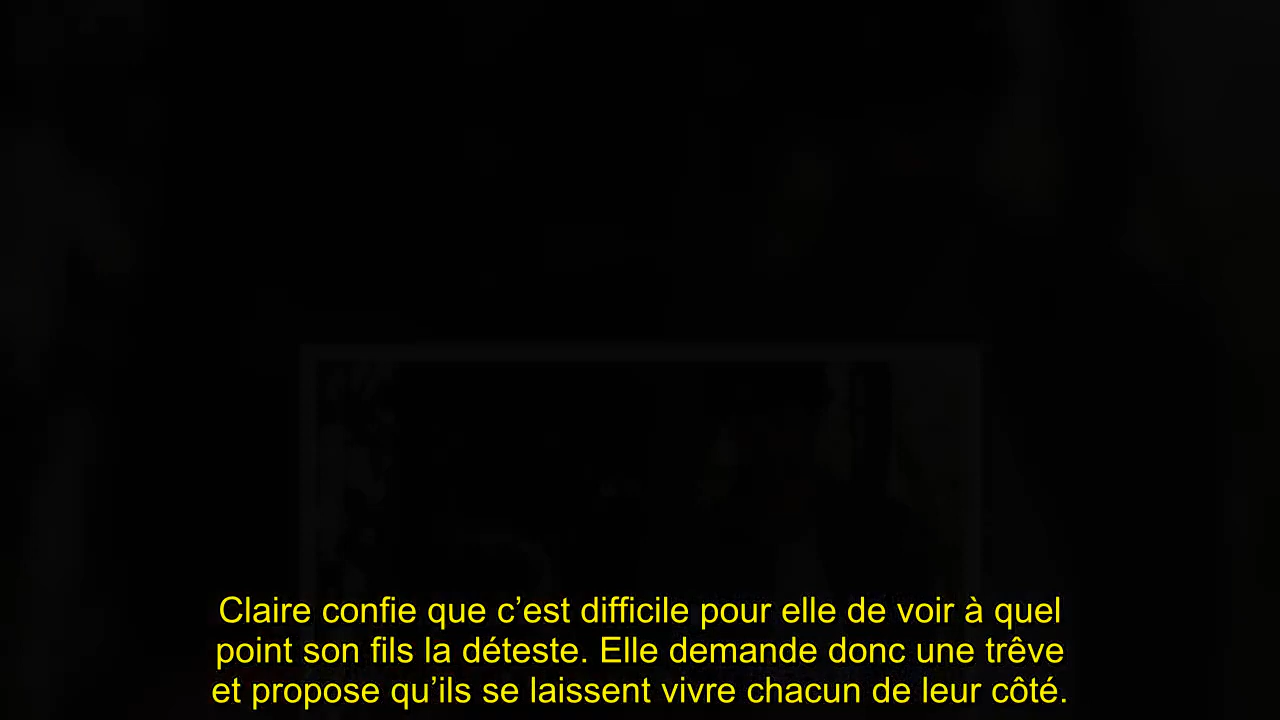 Claire confie que c’est difficile pour elle de voir à quel
point son fils la déteste. Elle demande donc une trêve
et propose qu’ils se laissent vivre chacun de leur côté.